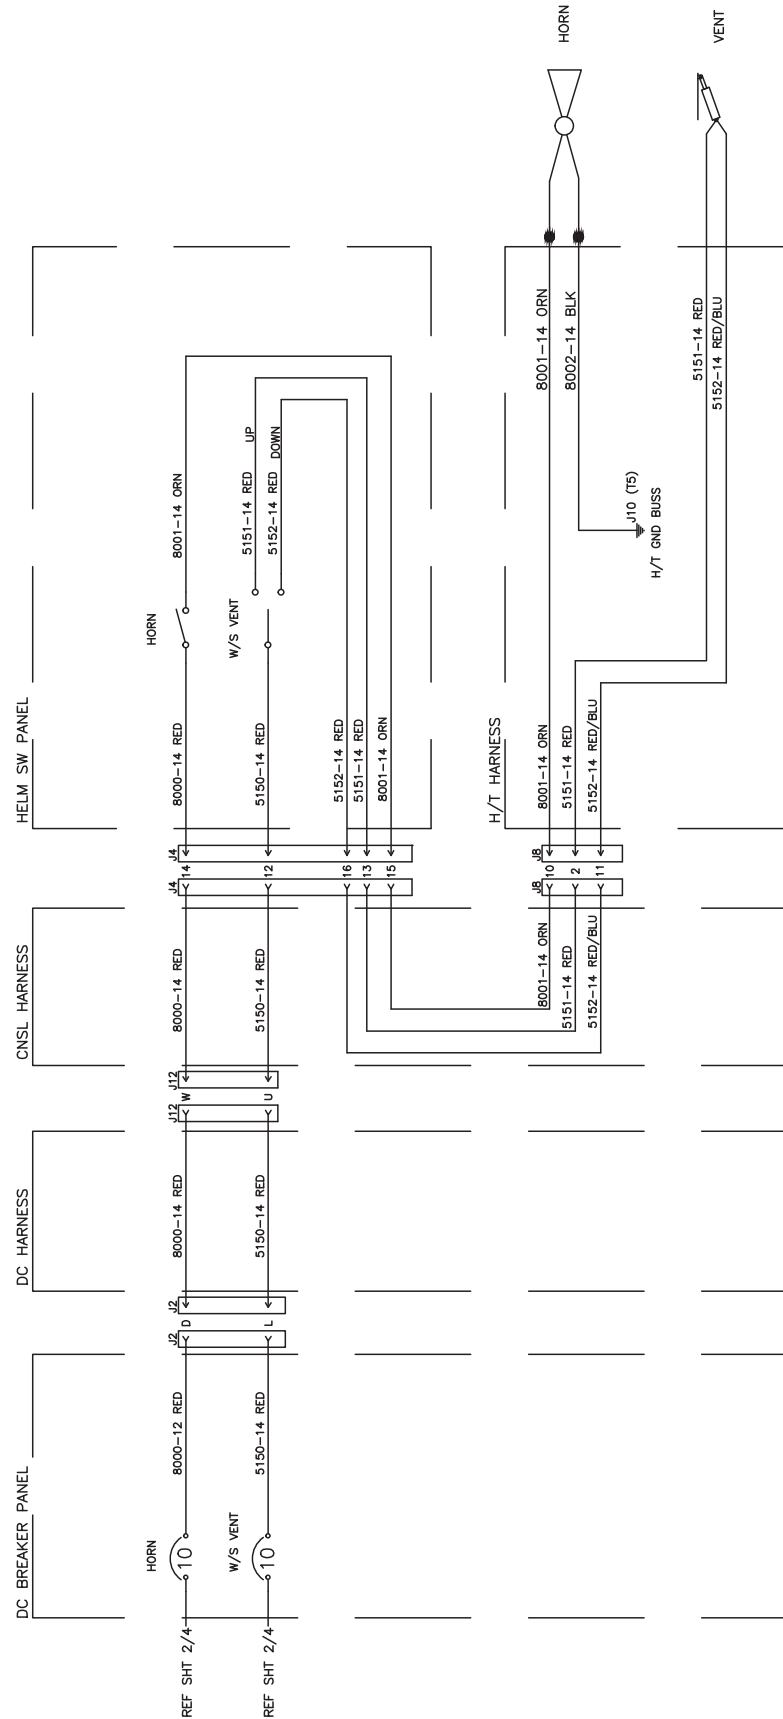 DC BREAKER PANEL
DC HARNESS
CNSL HARNESS
HELM SW PANEL
REF SHT 2/4
HORN
10
8000-12 RED
J2
D
J2
8000-14 RED
J12
W
J12
8000-14 RED
J4
14
J4
8000-14 RED
HORN
8001-14 ORN
REF SHT 2/4
W/S VENT
10
5150-14 RED
L
5150-14 RED
U
5150-14 RED
12
5150-14 RED
W/S VENT
5151-14 RED
UP
5152-14 RED
DOWN
16
5152-14 RED
13
5151-14 RED
15
8001-14 ORN
H/T HARNESS
8001-14 ORN
J8
10
J8
8001-14 ORN
8001-14 ORN
HORN
8002-14 BLK
5151-14 RED
2
5151-14 RED
5152-14 RED/BLU
11
5152-14 RED/BLU
J10 (T5)
H/T GND BUSS
5151-14 RED
5152-14 RED/BLU
VENT